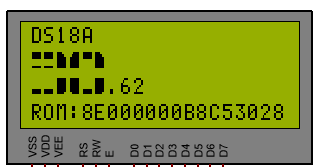 DS18A
.62
ROM:8E000000B8C53028
VSS
VDD
VEE
RS
RW
E
D0
D1
D2
D3
D4
D5
D6
D7